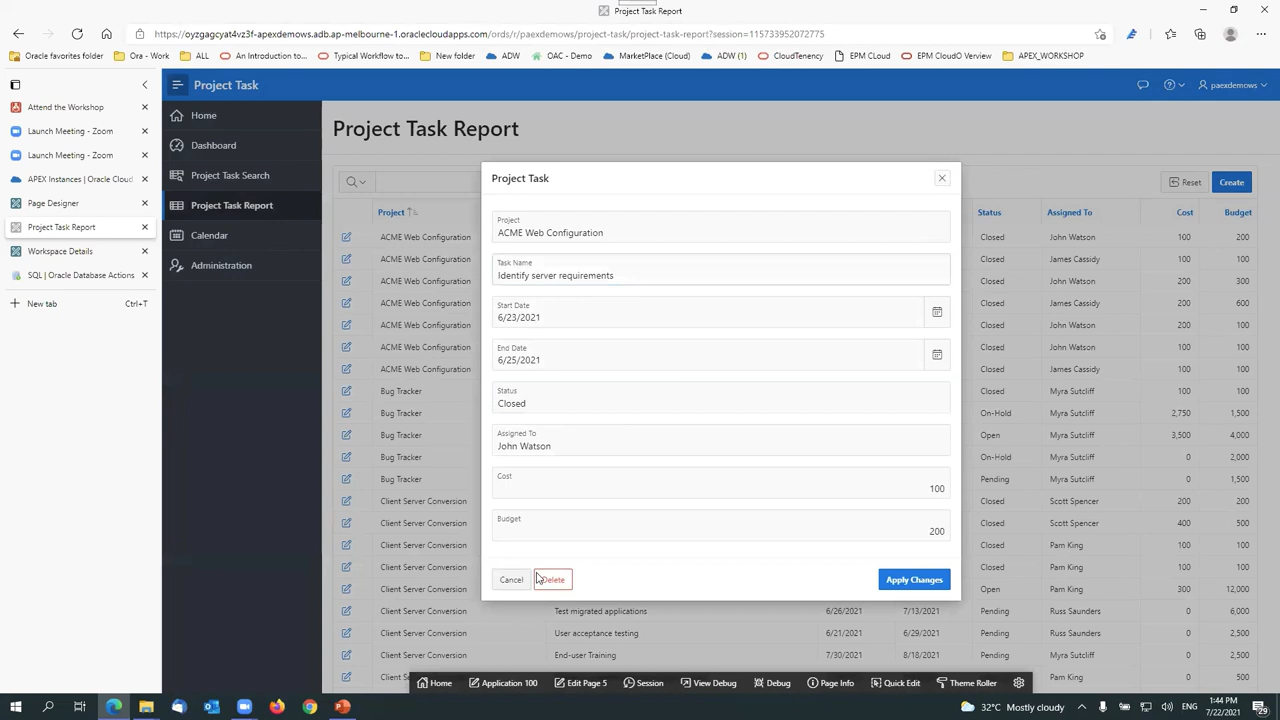 Project Task Report
https://oyzgagcyat4vz3f-apexdemows.adb.ap-melbourne-1.oraclecloudapps.com/ords/r/paexdemows/project-task/project-task-report?session=115733952072775
Oracle favorites folder Ora - Work ALL An Introduction to... Typical Workflow to... New folder ADW OAC - Demo MarketPlace (Cloud) ADW (1) CloudTenency EPM CLoud EPM CloudO Verview APEX_WORKSHOP
Attend the Workshop
Launch Meeting - Zoom
Launch Meeting - Zoom
APEX Instances | Oracle Cloud
Page Designer
Project Task Report
Workspace Details
SQL | Oracle Database Actions
New tab Ctrl+T
Project Task paexdemows
Home
Dashboard
Project Task Search
Project Task Report
Calendar
Administration
Project Task Report
Reset Create
Project Status Assigned To Cost Budget
ACME Web Configuration Closed John Watson 100 200
ACME Web Configuration Closed James Cassidy 100 100
ACME Web Configuration Closed John Watson 200 300
ACME Web Configuration Closed James Cassidy 200 600
ACME Web Configuration Closed John Watson 200 100
ACME Web Configuration Closed John Watson 100 100
ACME Web Configuration Closed James Cassidy 100 100
Bug Tracker Closed Myra Sutcliff 100 100
Bug Tracker On-Hold Myra Sutcliff 2,750 1,500
Bug Tracker Open Myra Sutcliff 3,500 4,000
Bug Tracker On-Hold Myra Sutcliff 0 2,000
Bug Tracker Pending Myra Sutcliff 0 1,500
Client Server Conversion Closed Scott Spencer 200 200
Client Server Conversion Closed Scott Spencer 400 500
Client Server Conversion Closed Pam King 100 100
Client Server Conversion Closed Pam King 100 100
Client Server Conversion Open Pam King 300 12,000
Client Server Conversion Test migrated applications 6/26/2021 7/13/2021 Pending Russ Saunders 0 6,000
Client Server Conversion User acceptance testing 6/21/2021 6/29/2021 Pending Russ Saunders 0 2,500
Client Server Conversion End-user Training 7/30/2021 8/18/2021 Pending Myra Sutcliff 0 2,500
Project Task
Project
ACME Web Configuration
Task Name
Identify server requirements
Start Date
6/23/2021
End Date
6/25/2021
Status
Closed
Assigned To
John Watson
Cost
100
Budget
200
Cancel Delete Apply Changes
Home Application 100 Edit Page 5 Session View Debug Debug Page Info Quick Edit Theme Roller
32°C Mostly cloudy ENG 1:44 PM
7/22/2021 29